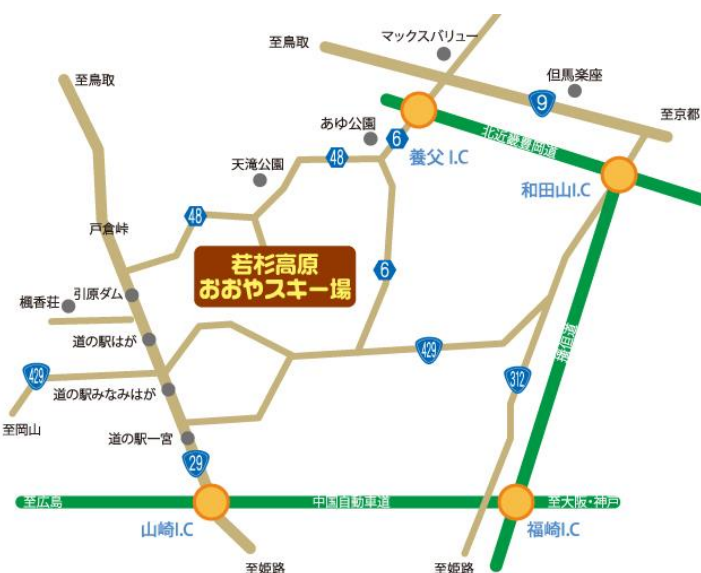 マックスバリュー
至鳥取
但馬楽座
至鳥取
9
至京都
あゆ公園
6
北近畿豊岡道
養父I.C
天滝公園
48
和田山I.C
48
戸倉峠
若杉高原
おおやスキー場
6
引原ダム
楓香荘
道の駅はが
429
播但道
429
312
道の駅みなみはが
至岡山
道の駅一宮
29
至広島
中国自動車道
至大阪・神戸
山崎I.C
福崎I.C
至姫路
至姫路